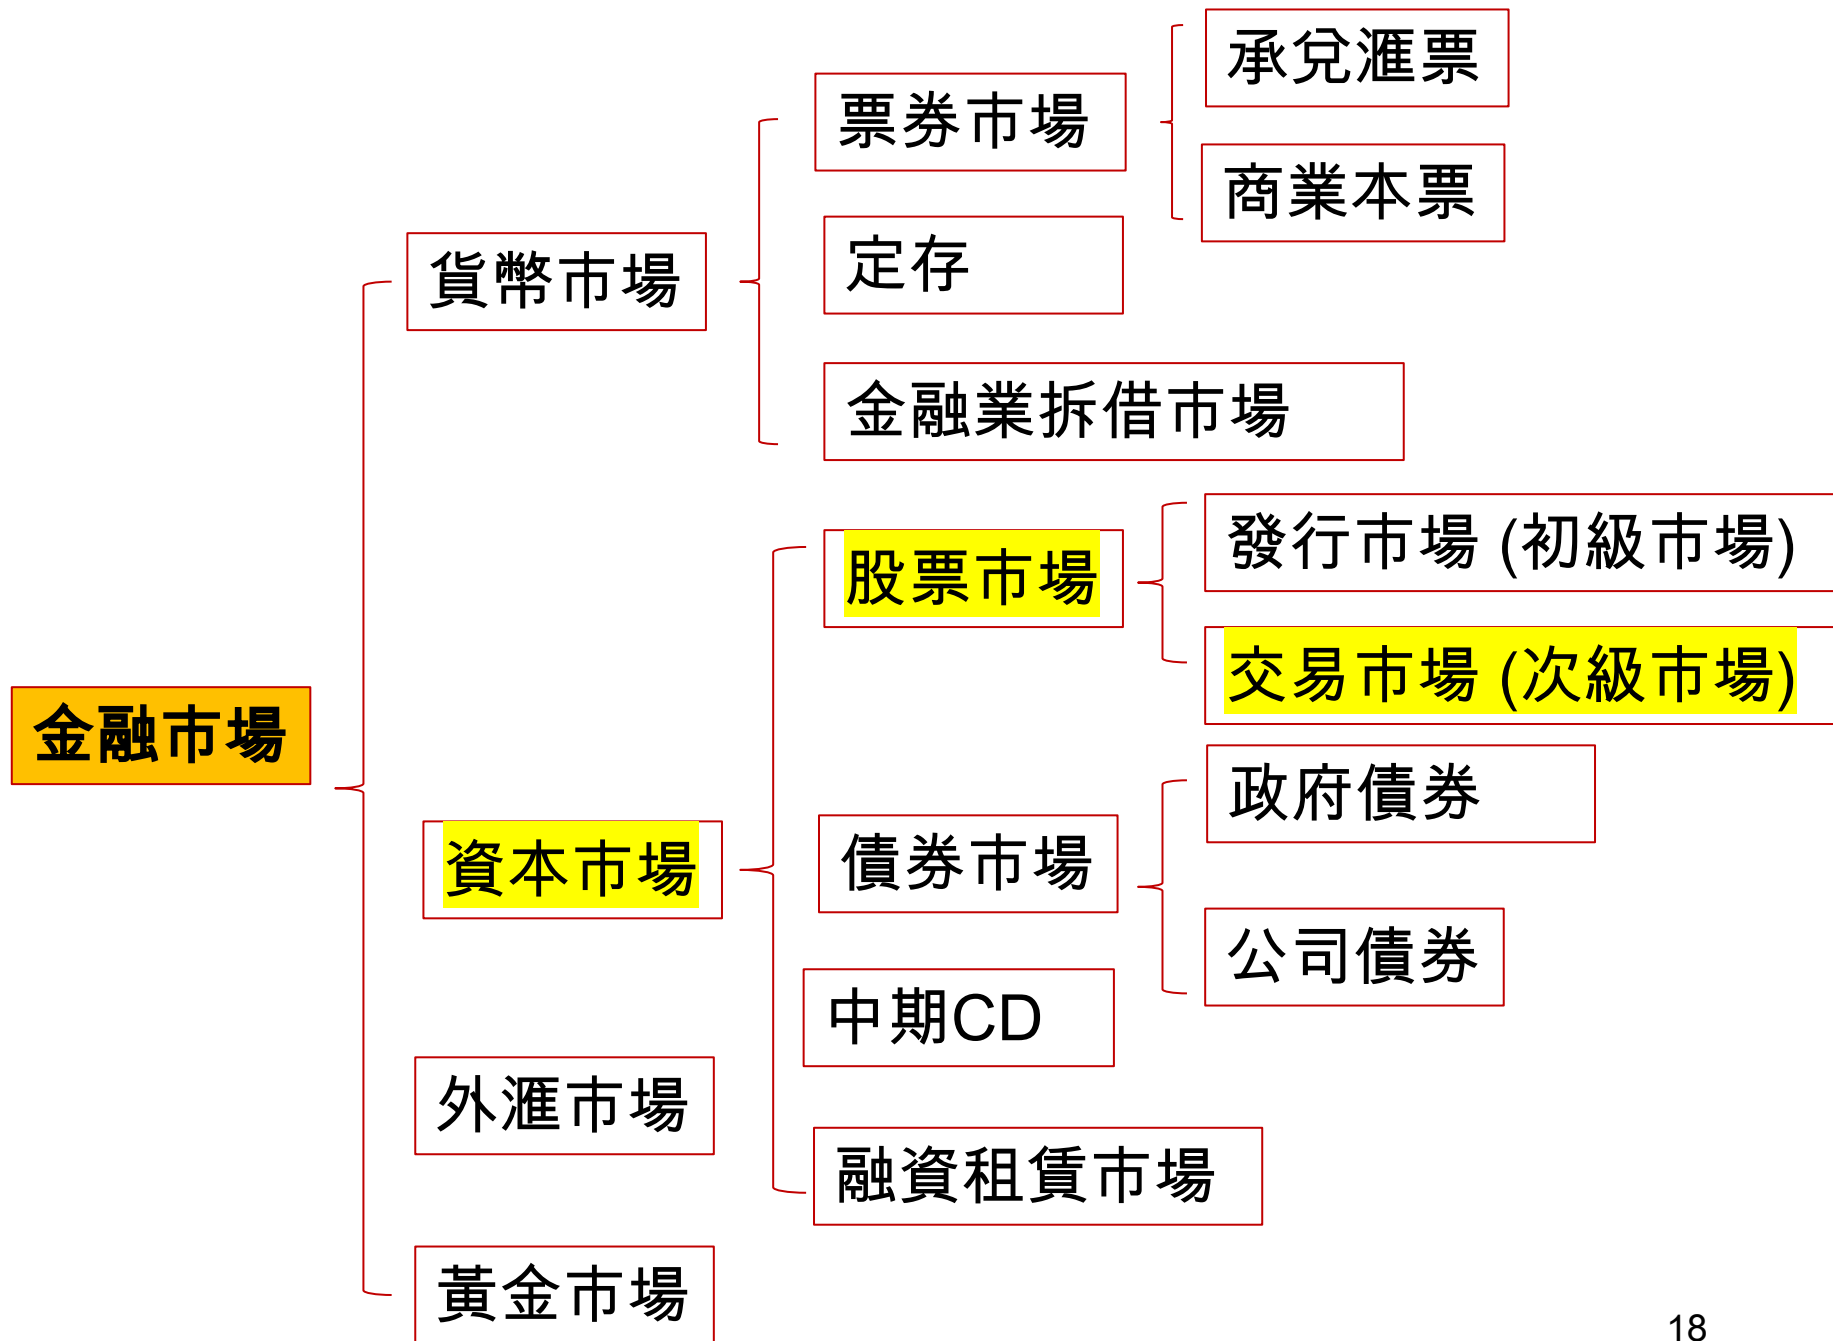 承兌滙票
票券市場
商業本票
定存
貨幣市場
金融業拆借市場
發行市場 (初級市場)
股票市場
交易市場 (次級市場)
金融市場
政府債券
債券市場
資本市場
公司債券
中期CD
外滙市場
融資租賃市場
黃金市場
18